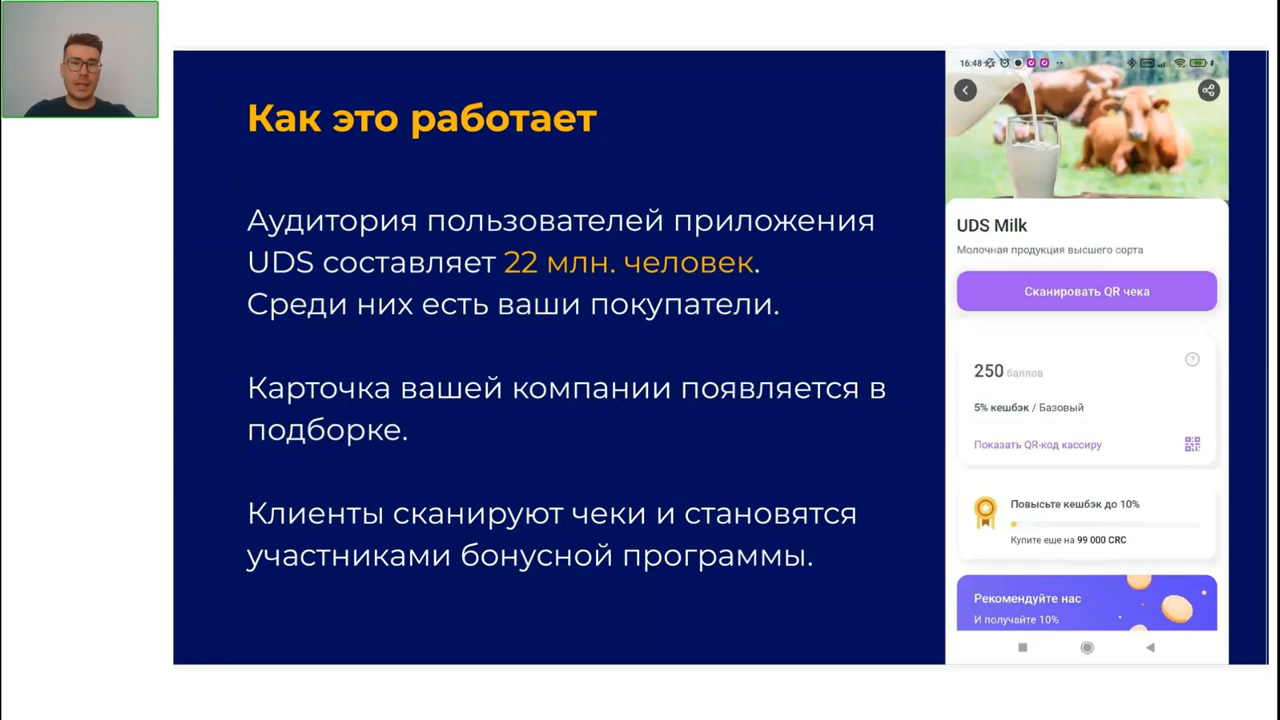 Как это работает
Аудитория пользователей приложения
UDS составляет 22 млн. человек.
Среди них есть ваши покупатели.
Карточка вашей компании появляется в
подборке.
Клиенты сканируют чеки и становятся
участниками бонусной программы.
16:48
UDS Milk
Молочная продукция высшего сорта
Сканировать QR чека
250 баллов
5% кешбэк / Базовый
Показать QR-код кассиру
Повысьте кешбэк до 10%
Купите еще на 99 000 CRC
Рекомендуйте нас
И получайте 10%